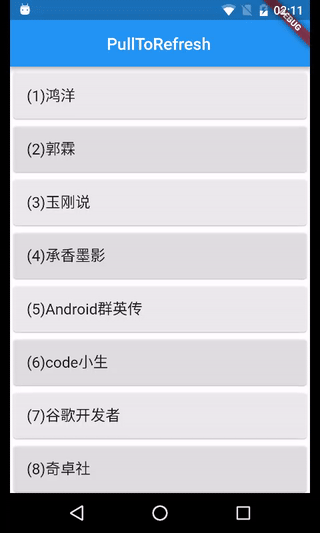 02:11
DEBUG
PullToRefresh
(1)鸿洋
(2)郭霖
(3)玉刚说
(4)承香墨影
(5)Android群英传
(6)code小生
(7)谷歌开发者
(8)奇卓社